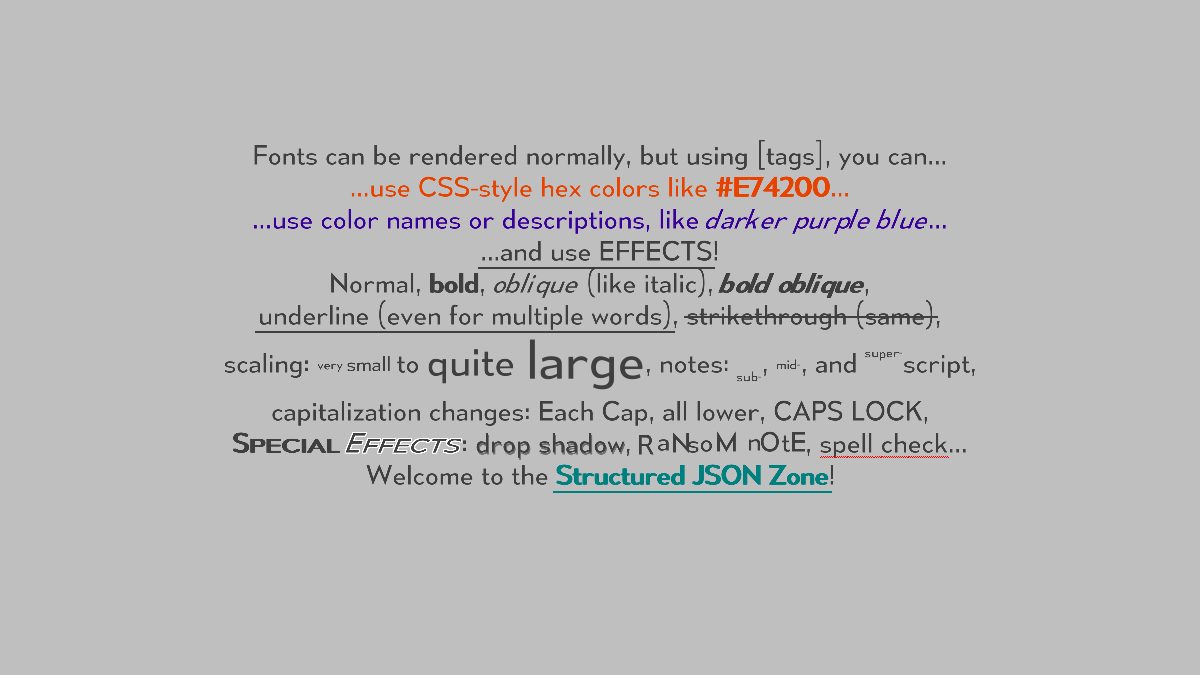 Fonts can be rendered normally, but using [tags], you can...
...use CSS-style hex colors like #E74200...
...use color names or descriptions, like darker purple blue...
...and use EFFECTS!
Normal, bold, oblique (like italic), bold oblique,
underline (even for multiple words), strikethrough (same),
scaling: very small to quite large, notes: sub-, mid-, and super-script,
capitalization changes: Each Cap, all lower, CAPS LOCK,
SPECIAL EFFECTS: drop shadow, RaNsoM nOtE, spell check...
Welcome to the Structured JSON Zone!